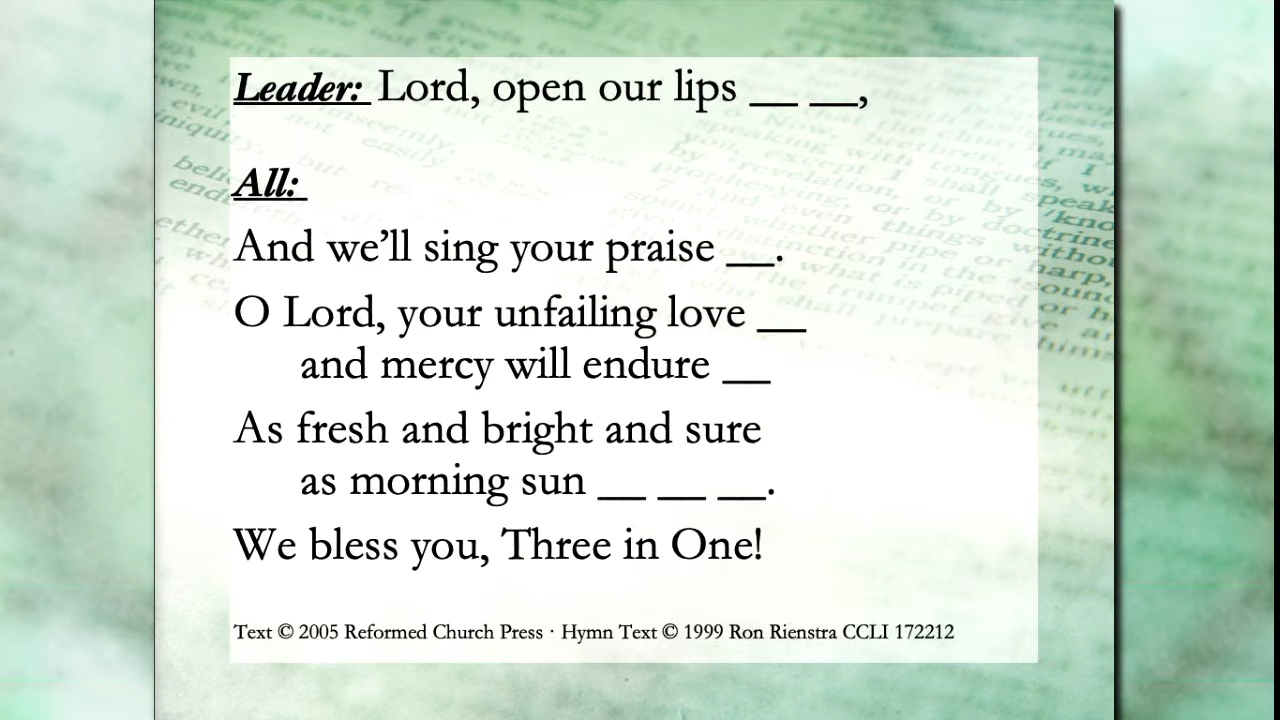 Leader: Lord, open our lips __ __,
All:
And we’ll sing your praise __.
O Lord, your unfailing love __
and mercy will endure __
As fresh and bright and sure
as morning sun __ __ __.
We bless you, Three in One!
Text © 2005 Reformed Church Press · Hymn Text © 1999 Ron Rienstra CCLI 172212